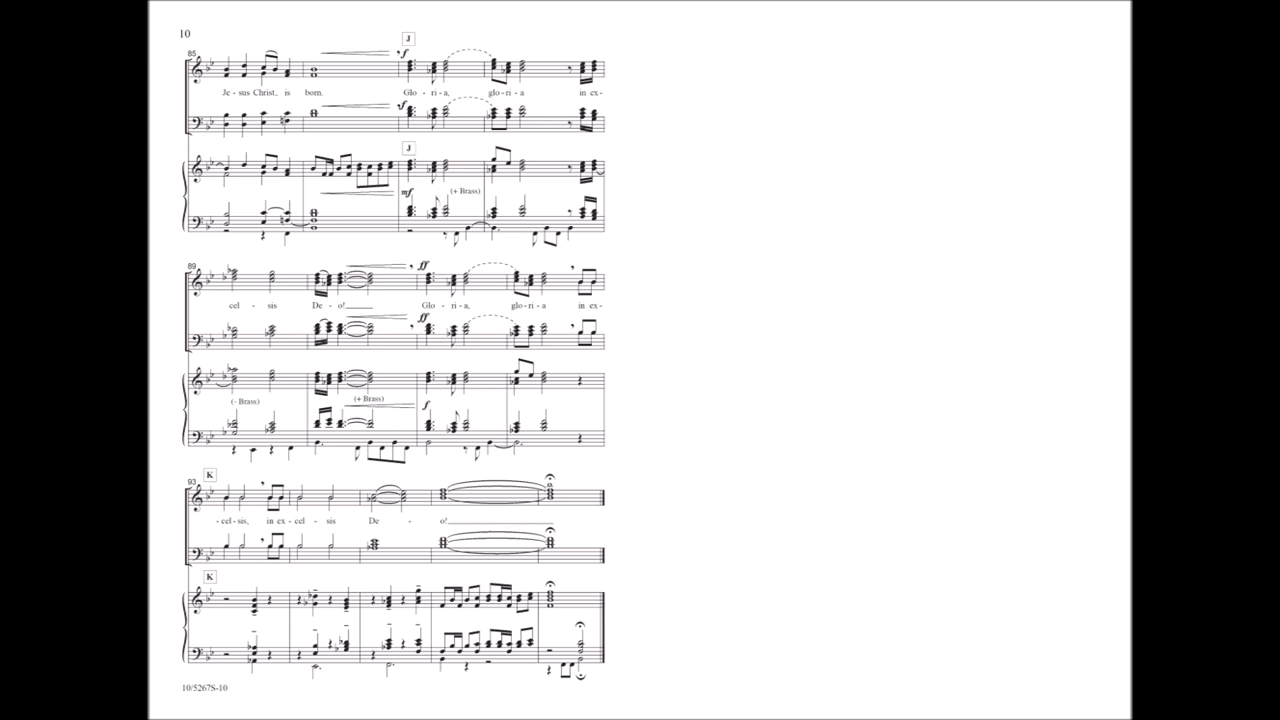 10
85
J
f
Je - sus Christ, is born. Glo - ri - a, glo - ri - a in ex -
f
J
mf
(+ Brass)
89
ff
cel - sis De - o! Glo - ri - a, glo - ri - a in ex -
ff
(- Brass)
(+ Brass)
f
93
K
- cel - sis, in ex - cel - sis De - o!
K
10/5267S-10